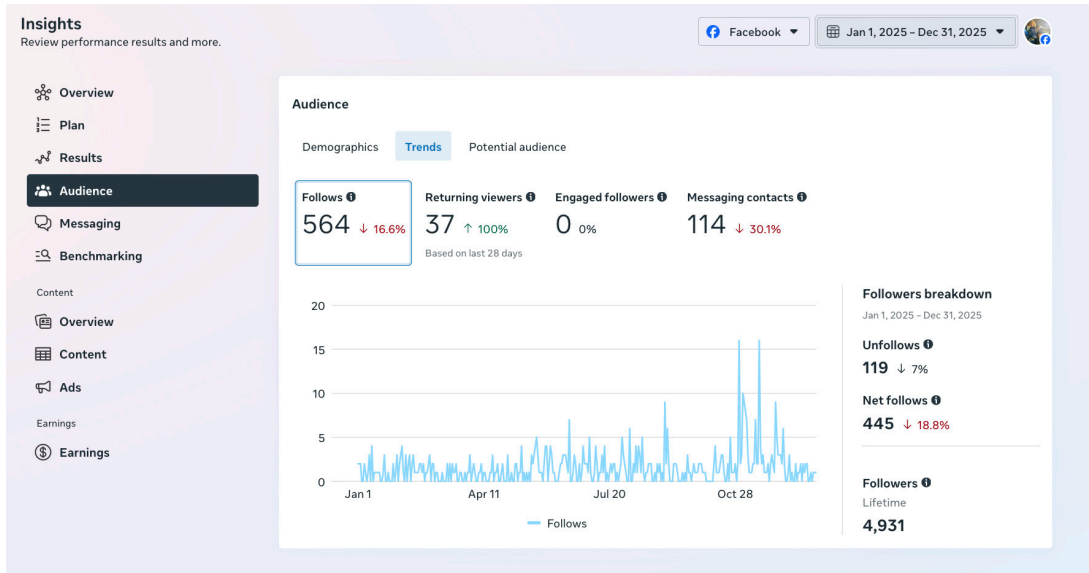 Insights
Review performance results and more.
Facebook
Jan 1, 2025 – Dec 31, 2025
Overview
Plan
Results
Audience
Messaging
Benchmarking
Content
Overview
Content
Ads
Earnings
Earnings
Audience
Demographics Trends Potential audience
Follows Returning viewers Engaged followers Messaging contacts
564 ↓ 16.6% 37 ↑ 100% 0 0% 114 ↓ 30.1%
Based on last 28 days
20
15
10
5
0
Jan 1 Apr 11 Jul 20 Oct 28
Follows
Followers breakdown
Jan 1, 2025 – Dec 31, 2025
Unfollows
119 ↓ 7%
Net follows
445 ↓ 18.8%
Followers
Lifetime
4,931